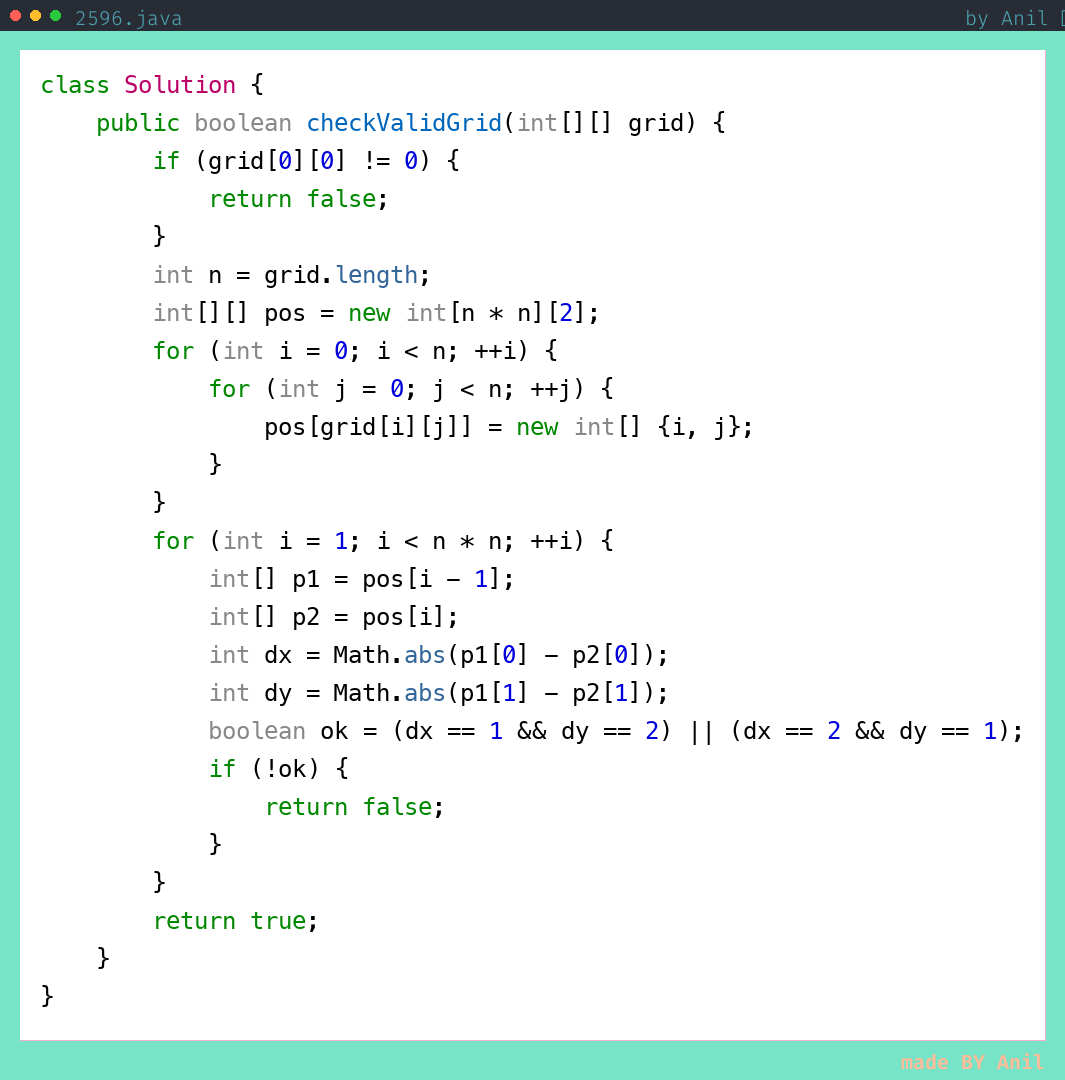 2596.java
by Anil
class Solution {
    public boolean checkValidGrid(int[][] grid) {
        if (grid[0][0] != 0) {
            return false;
        }
        int n = grid.length;
        int[][] pos = new int[n * n][2];
        for (int i = 0; i < n; ++i) {
            for (int j = 0; j < n; ++j) {
                pos[grid[i][j]] = new int[] {i, j};
            }
        }
        for (int i = 1; i < n * n; ++i) {
            int[] p1 = pos[i - 1];
            int[] p2 = pos[i];
            int dx = Math.abs(p1[0] - p2[0]);
            int dy = Math.abs(p1[1] - p2[1]);
            boolean ok = (dx == 1 && dy == 2) || (dx == 2 && dy == 1);
            if (!ok) {
                return false;
            }
        }
        return true;
    }
}
made BY Anil